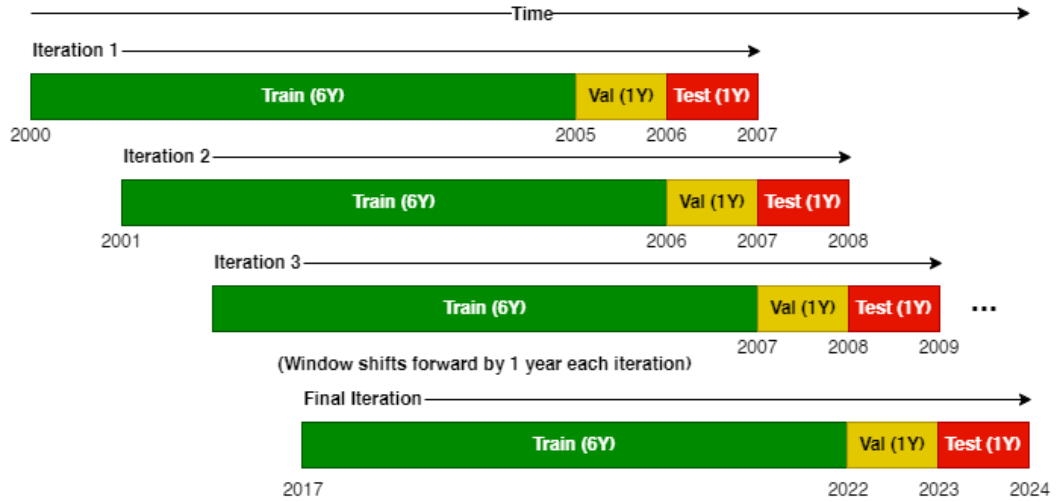 Time
Iteration 1
Train (6Y) Val (1Y) Test (1Y)
2000 2005 2006 2007
Iteration 2
Train (6Y) Val (1Y) Test (1Y)
2001 2006 2007 2008
Iteration 3
Train (6Y) Val (1Y) Test (1Y) ...
2007 2008 2009
(Window shifts forward by 1 year each iteration)
Final Iteration
Train (6Y) Val (1Y) Test (1Y)
2017 2022 2023 2024